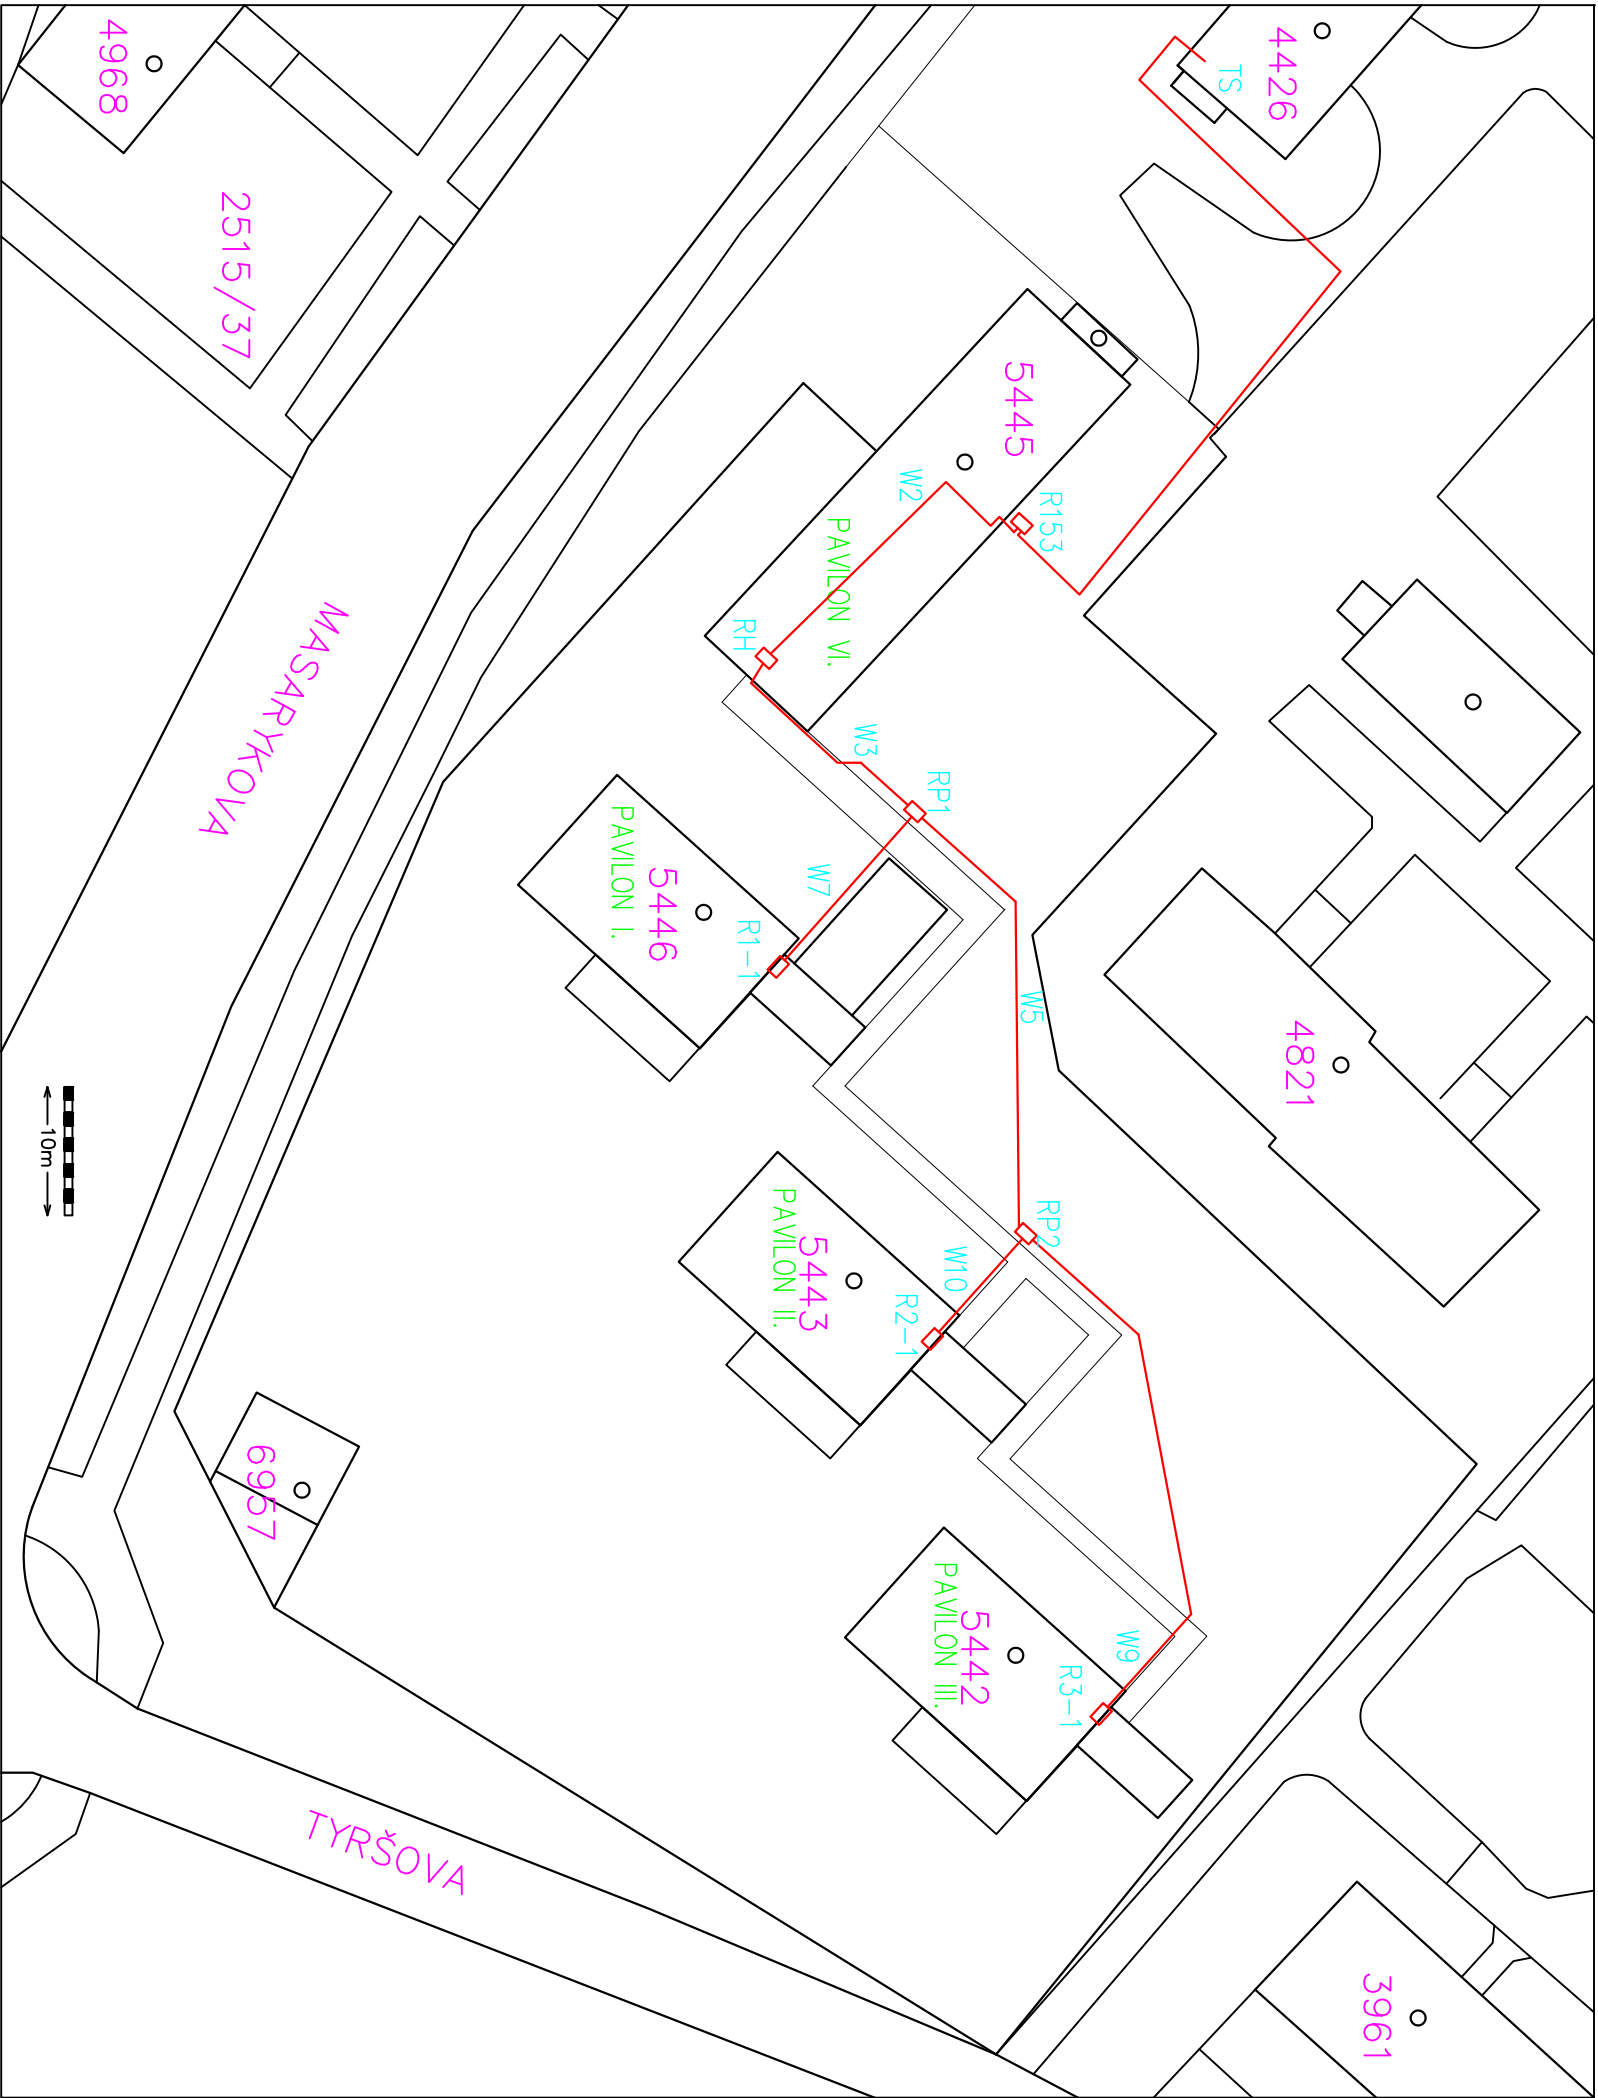 4426
TS
4968
2515/37
5445
W2
R153
PAVILON VI.
RH
W3
RP1
MASARYKOVA
PAVILON I.
5446
W7
R1-1
W5
4821
10m
RP2
W10
R2-1
PAVILON II.
5443
6957
PAVILON III.
5442
W9
R3-1
TYRŠOVA
3961